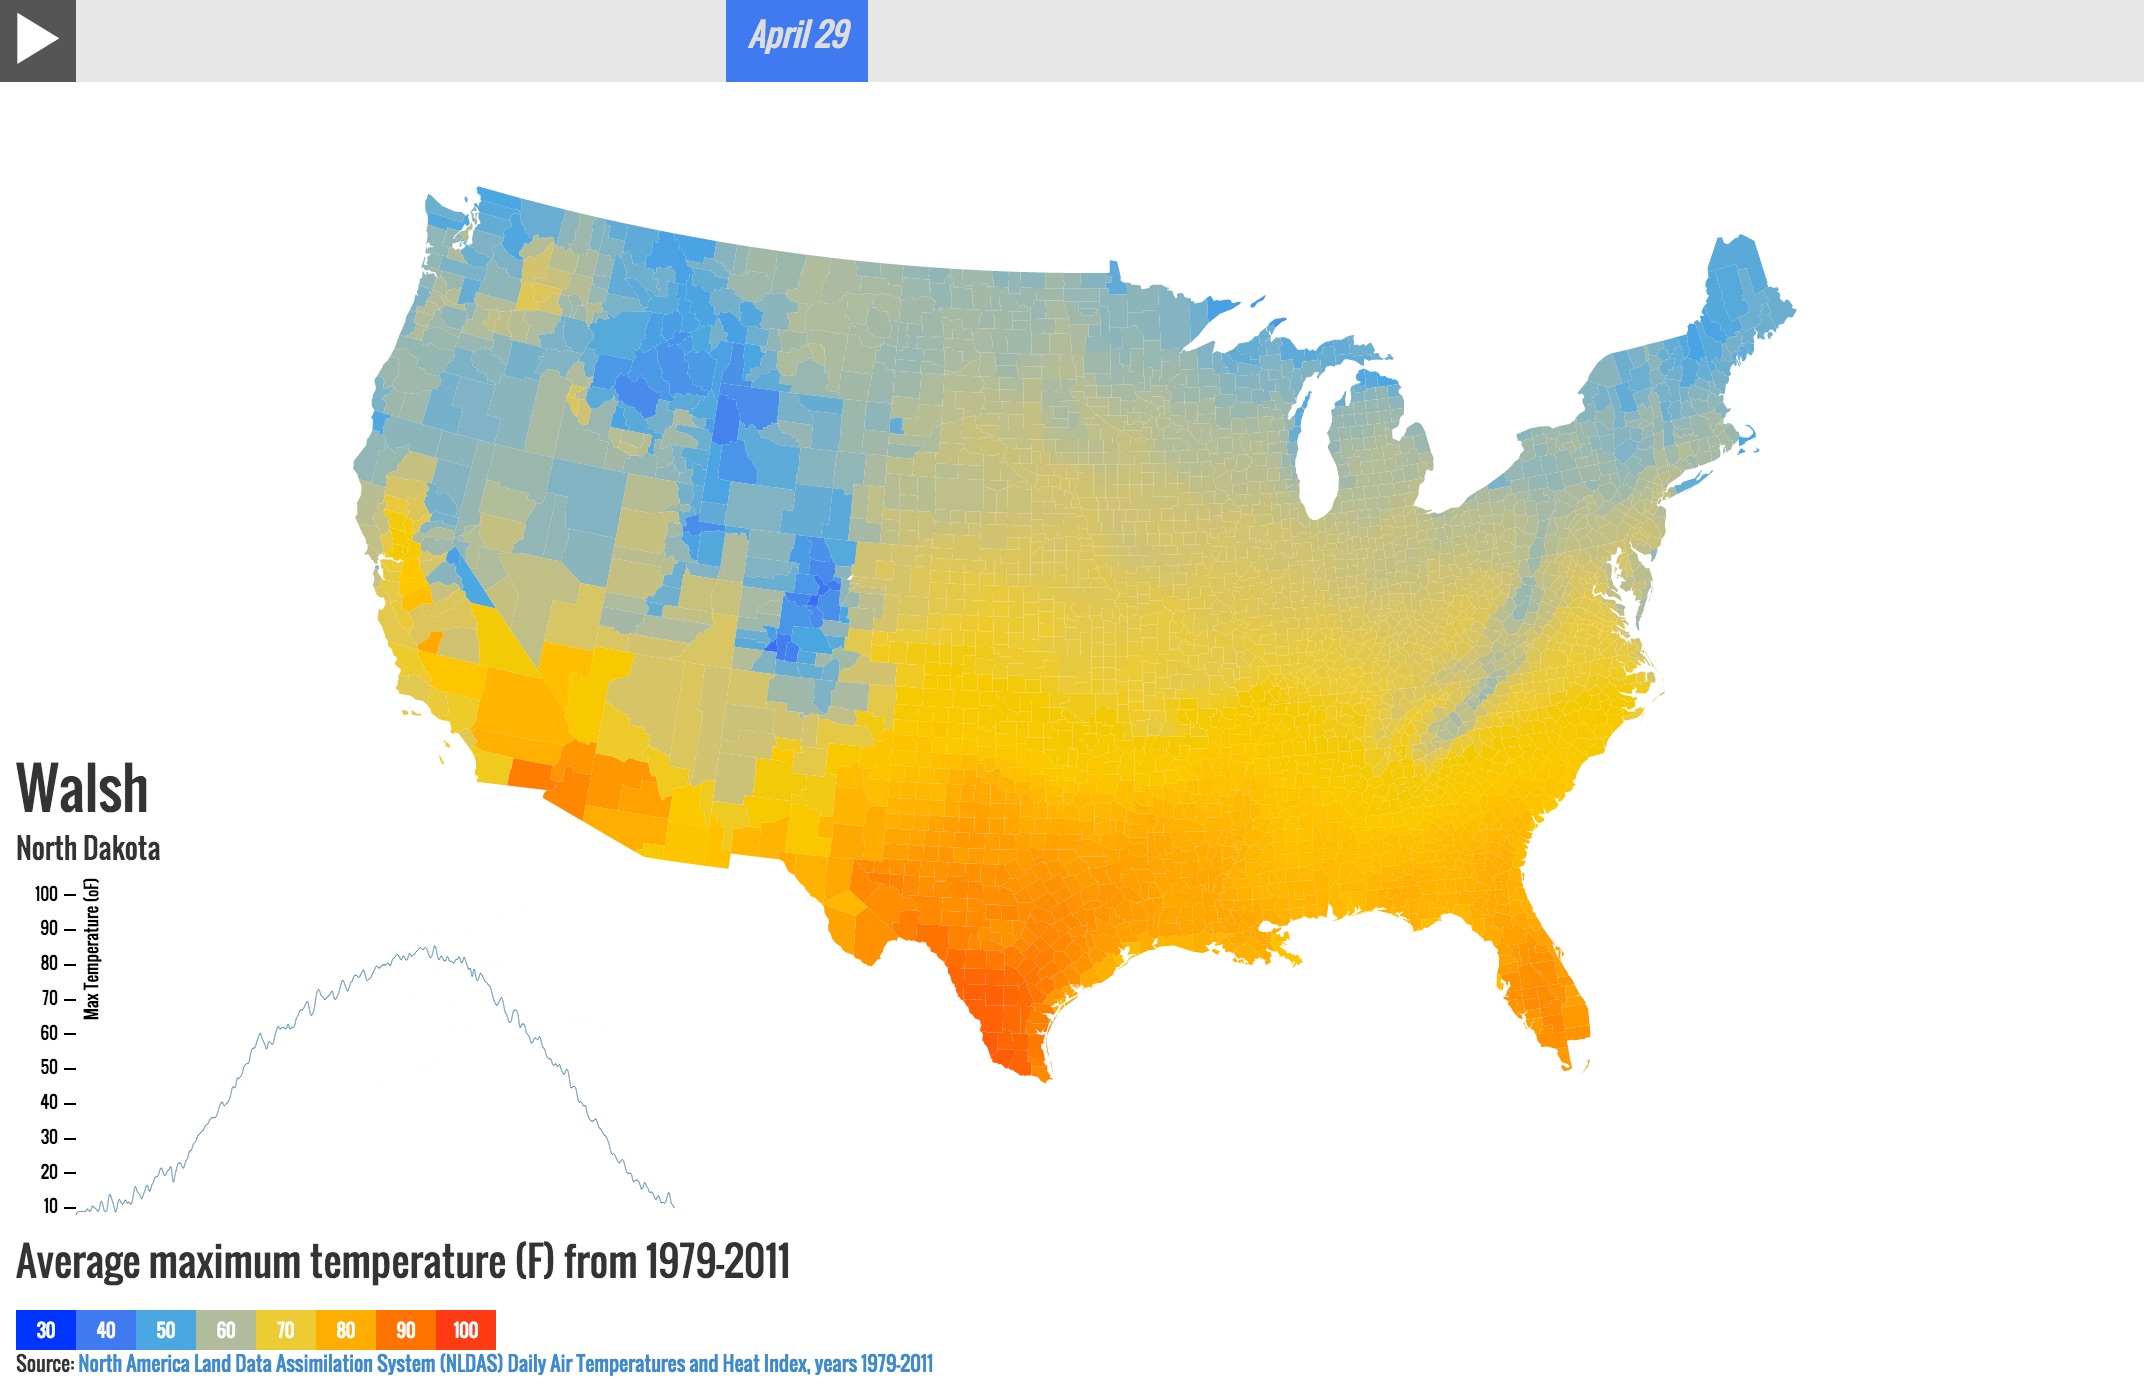 April 29
Walsh
North Dakota
Max Temperature (oF)
100
90
80
70
60
50
40
30
20
10
Average maximum temperature (F) from 1979-2011
30 40 50 60 70 80 90 100
Source: North America Land Data Assimilation System (NLDAS) Daily Air Temperatures and Heat Index, years 1979-2011